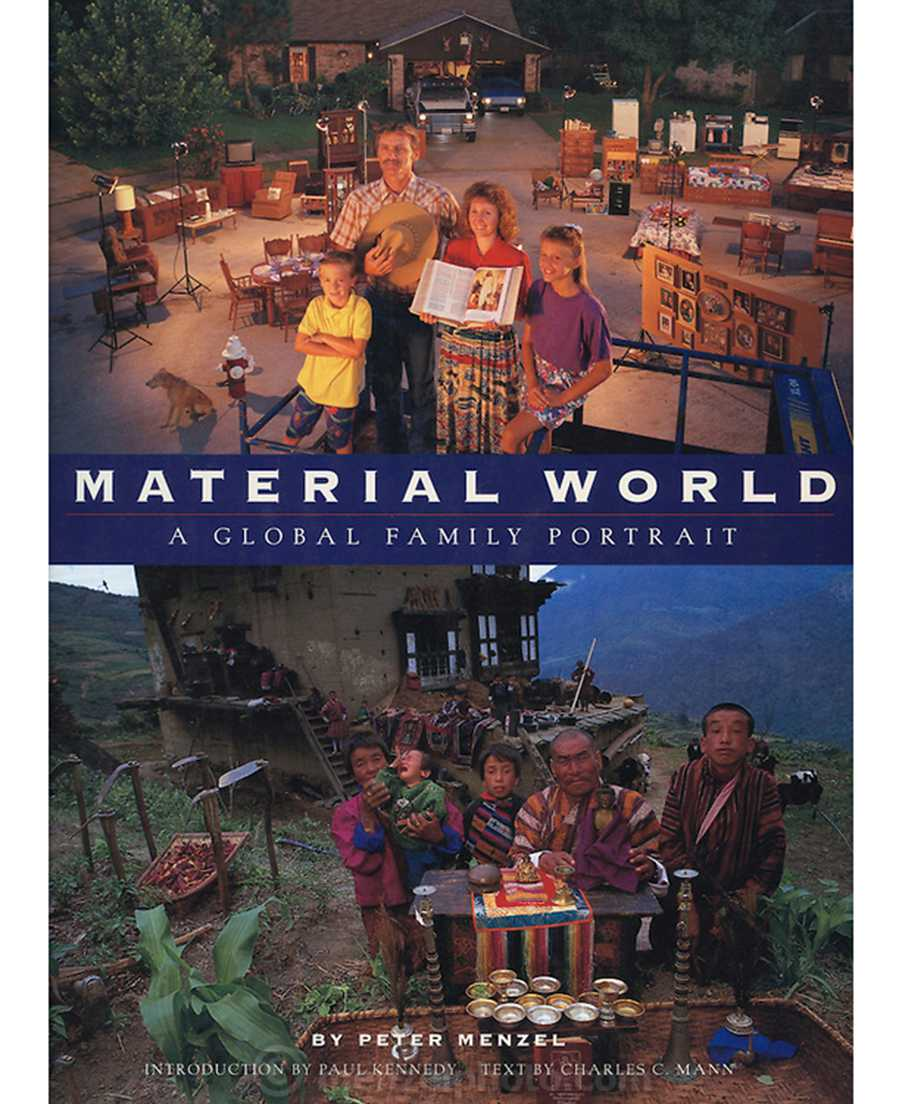 MATERIAL WORLD
A GLOBAL FAMILY PORTRAIT
BY PETER MENZEL
INTRODUCTION BY PAUL KENNEDY TEXT BY CHARLES C. MANN